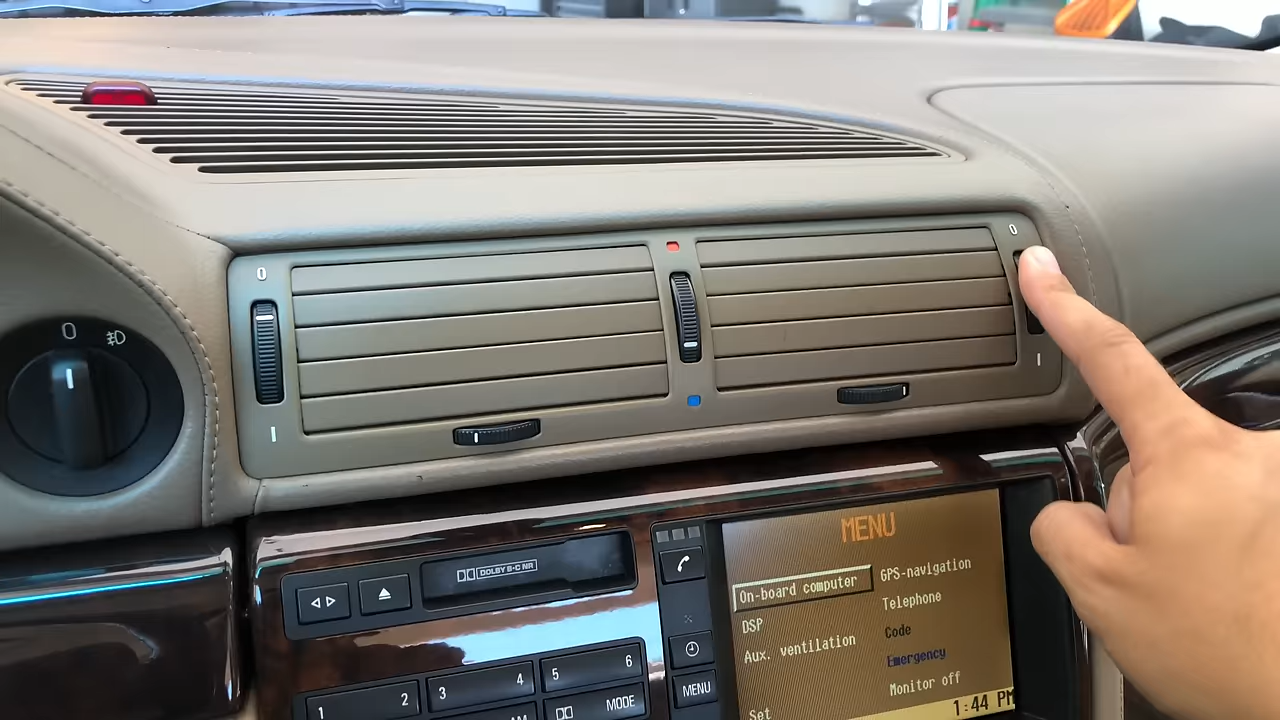 0
0
0
I
I
DOLBY B-C NR
1 2
3 4
5 6
MODE
MENU
MENU
On-board computer
DSP
Aux. ventilation
Set
GPS-navigation
Telephone
Code
Emergency
Monitor off
1:44 PM